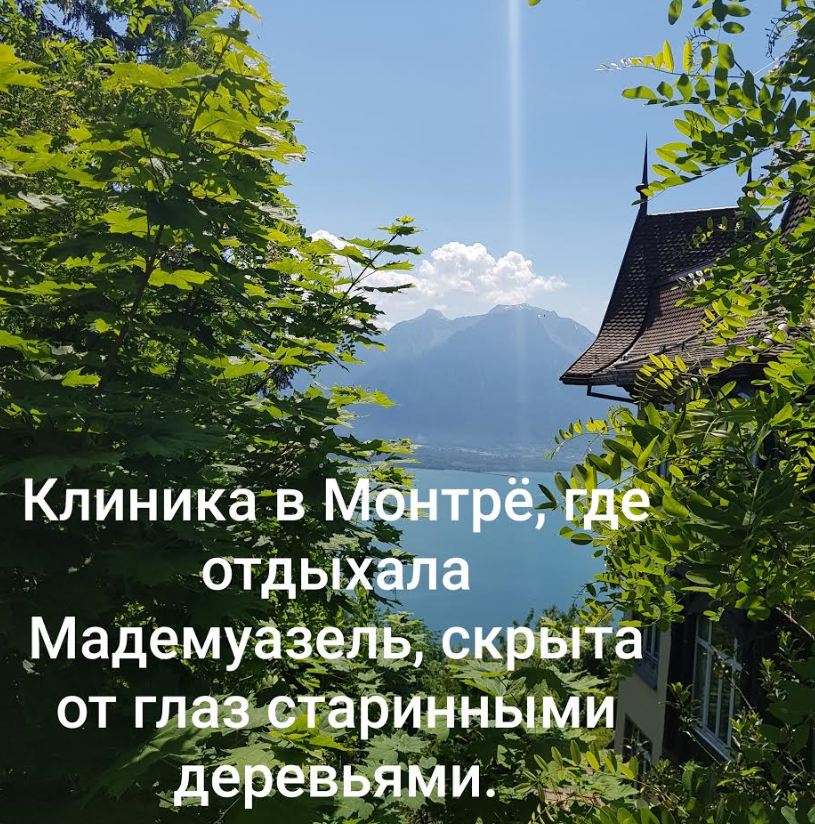 Клиника в Монтрё, где
отдыхала
Мадемуазель, скрыта
от глаз старинными
деревьями.